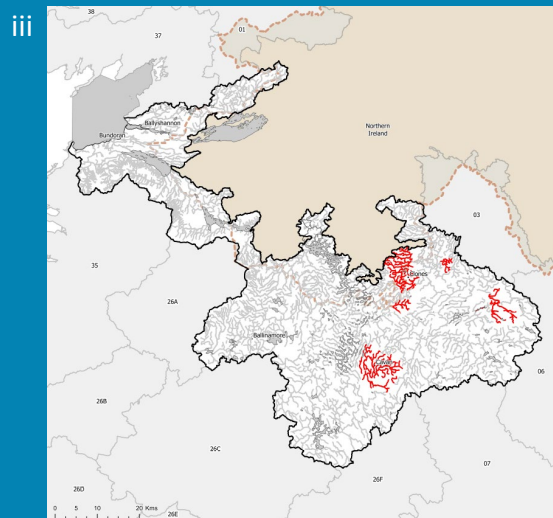 iii
38
37
01
Northern
Ireland
Ballyshannon
Bundoran
03
35
Clones
26A
Ballinamore
Cavan
06
26B
26C
07
26F
26D
26E
0 5 10 20 Kms